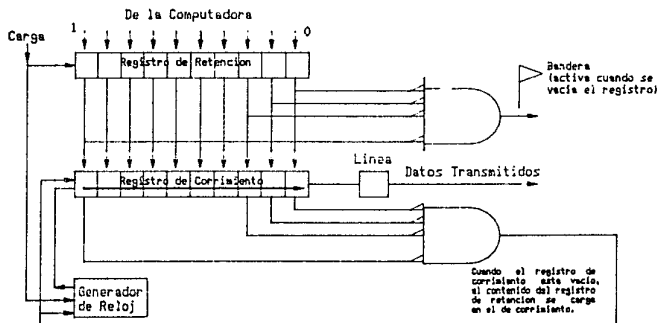 De la Computadora
Carga
1
0
Registro de Retencion
Bandera
(activa cuando se
vacia el registro)
Linea
Datos Transmitidos
Registro de Corrimiento
Generador
de Reloj
Cuando el registro de
corrimiento esta vacio,
el contenido del registro
de retencion se carga
en el de corrimiento.